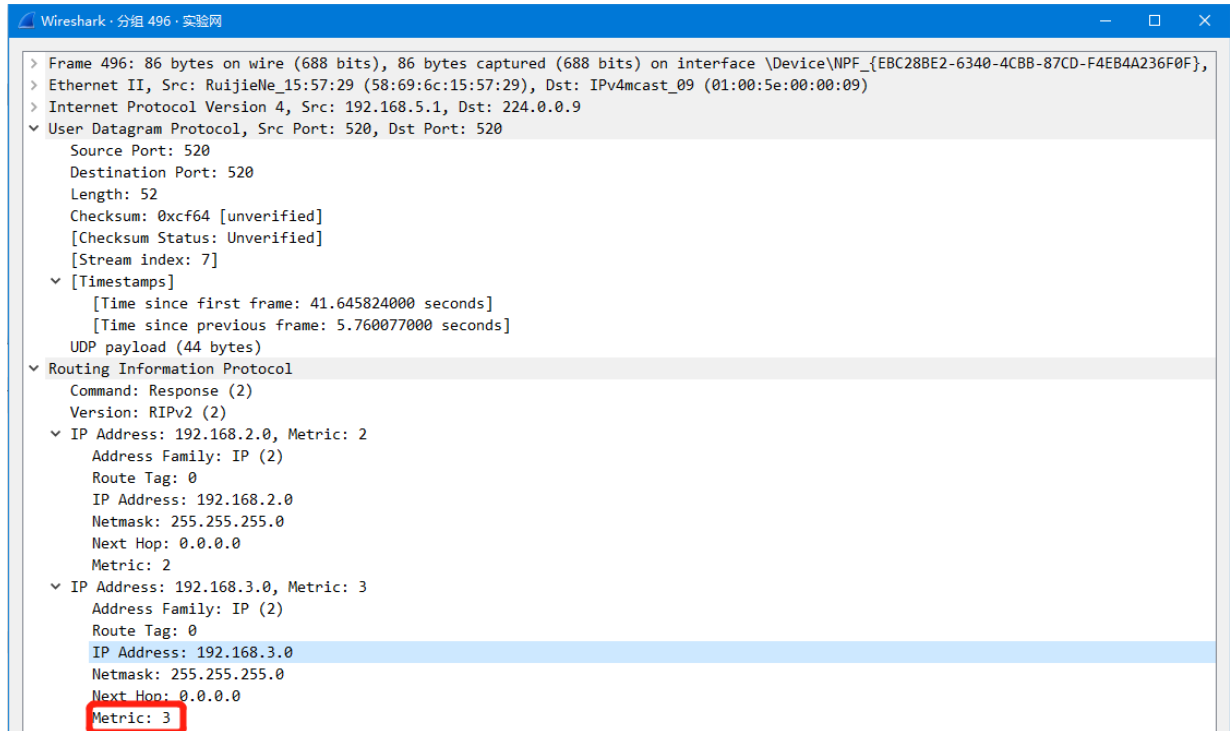 Wireshark · 分组 496 · 实验网
Frame 496: 86 bytes on wire (688 bits), 86 bytes captured (688 bits) on interface \Device\NPF_{EBC28BE2-6340-4CBB-87CD-F4EB4A236F0F},
Ethernet II, Src: RuijieNe_15:57:29 (58:69:6c:15:57:29), Dst: IPv4mcast_09 (01:00:5e:00:00:09)
Internet Protocol Version 4, Src: 192.168.5.1, Dst: 224.0.0.9
User Datagram Protocol, Src Port: 520, Dst Port: 520
Source Port: 520
Destination Port: 520
Length: 52
Checksum: 0xcf64 [unverified]
[Checksum Status: Unverified]
[Stream index: 7]
[Timestamps]
[Time since first frame: 41.645824000 seconds]
[Time since previous frame: 5.760077000 seconds]
UDP payload (44 bytes)
Routing Information Protocol
Command: Response (2)
Version: RIPv2 (2)
IP Address: 192.168.2.0, Metric: 2
Address Family: IP (2)
Route Tag: 0
IP Address: 192.168.2.0
Netmask: 255.255.255.0
Next Hop: 0.0.0.0
Metric: 2
IP Address: 192.168.3.0, Metric: 3
Address Family: IP (2)
Route Tag: 0
IP Address: 192.168.3.0
Netmask: 255.255.255.0
Next Hop: 0.0.0.0
Metric: 3